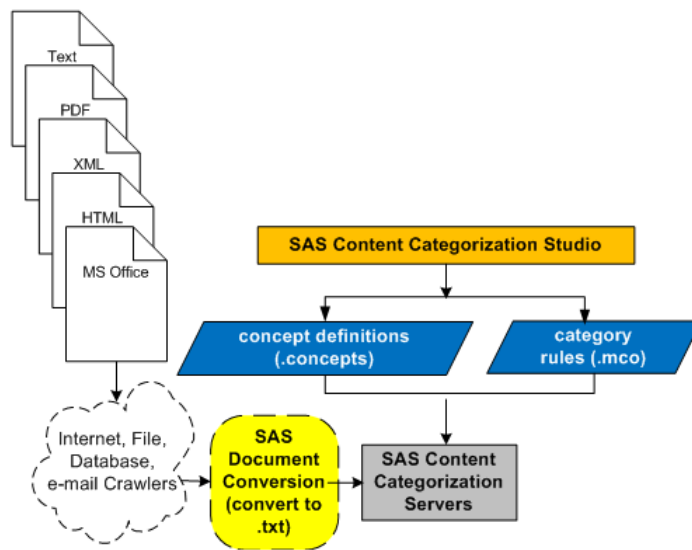 Text
PDF
XML
HTML
MS Office
SAS Content Categorization Studio
concept definitions
(.concepts)
category
rules (.mco)
Internet, File,
Database,
e-mail Crawlers
SAS
Document
Conversion
(convert to
.txt)
SAS Content
Categorization
Servers